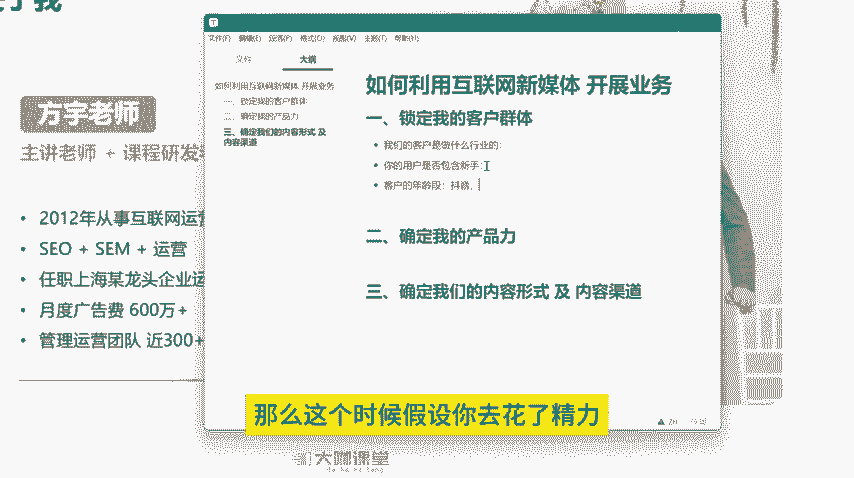 了我
方宇老师
主讲老师 + 课程研发
2012年从事互联网运营
SEO + SEM + 运营
任职上海某龙头企业运
月度广告费 600万+
管理运营团队 近300+
文件(F) 编辑(E) 段落(P) 格式(O) 视图(V) 主题(T) 帮助(H)
文件 大纲
如何利用互联网新媒体 开展业务
一、锁定我的客户群体
二、确定我的产品力
三、确定我们的内容形式 及
内容渠道
如何利用互联网新媒体 开展业务
一、锁定我的客户群体
我们的客户是做什么行业的:
你的用户是否包含新手:
客户的年龄段：抖音、
二、确定我的产品力
三、确定我们的内容形式 及 内容渠道
那么这个时候假设你去花了精力
大咖课堂